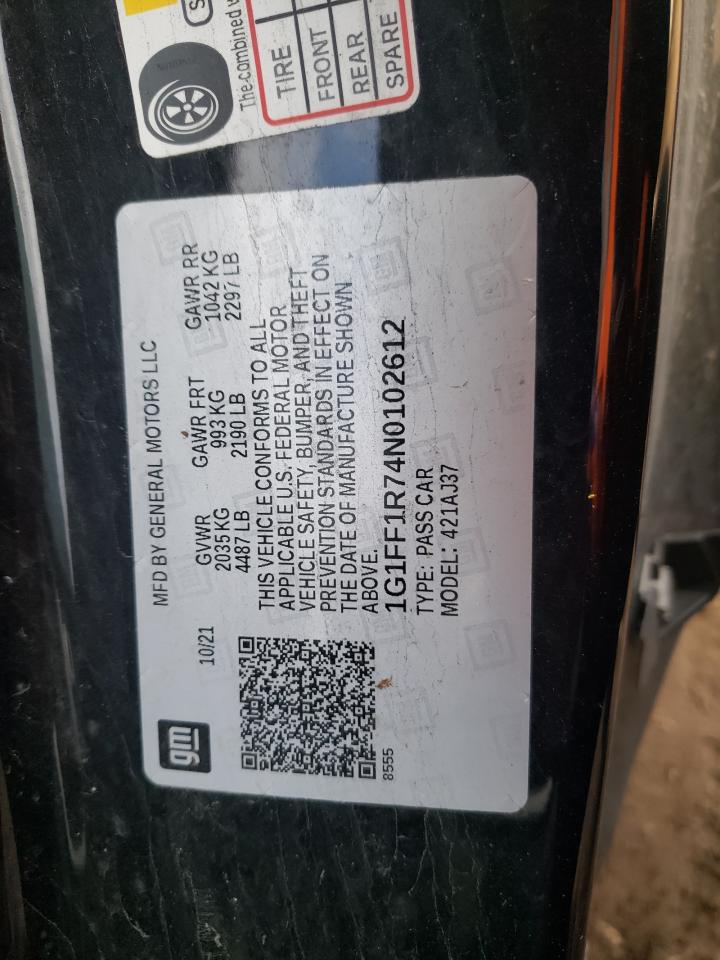 The combined
TIRE
FRONT
REAR
SPARE
gm
MFD BY GENERAL MOTORS LLC
10/21 GVWR GAWR FRT GAWR RR
2035 KG 993 KG 1042 KG
4487 LB 2190 LB 2297 LB
THIS VEHICLE CONFORMS TO ALL
APPLICABLE U.S. FEDERAL MOTOR
VEHICLE SAFETY, BUMPER, AND THEFT
PREVENTION STANDARDS IN EFFECT ON
THE DATE OF MANUFACTURE SHOWN
ABOVE.
1G1FF1R74N0102612
TYPE: PASS CAR
MODEL: 421AJ37
8555